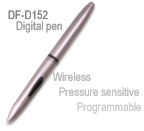 DF-D152
Digital pen
Wireless
Pressure sensitive
Programmable